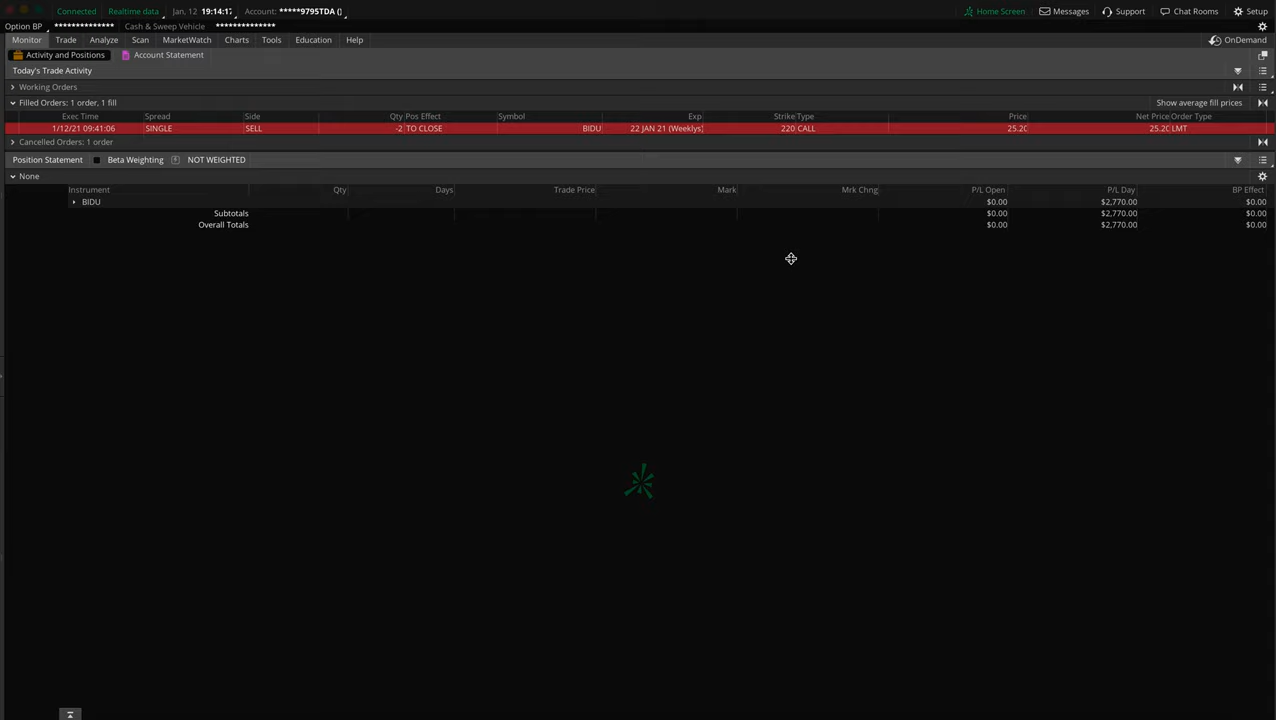 Connected Realtime data Jan, 12 19:14:17 Account: *****9795TDA () Home Screen Messages Support Chat Rooms Setup
Option BP ************** Cash & Sweep Vehicle **************
Monitor Trade Analyze Scan MarketWatch Charts Tools Education Help OnDemand
Activity and Positions Account Statement
Today's Trade Activity
Working Orders
Filled Orders: 1 order, 1 fill Show average fill prices
Exec Time Spread Side Qty Pos Effect Symbol Exp Strike Type Price Net Price Order Type
1/12/21 09:41:06 SINGLE SELL -2 TO CLOSE BIDU 22 JAN 21 (Weeklys) 220 CALL 25.20 25.20 LMT
Cancelled Orders: 1 order
Position Statement Beta Weighting NOT WEIGHTED
None
Instrument Qty Days Trade Price Mark Mrk Chng P/L Open P/L Day BP Effect
BIDU $0.00 $2,770.00 $0.00
Subtotals $0.00 $2,770.00 $0.00
Overall Totals $0.00 $2,770.00 $0.00